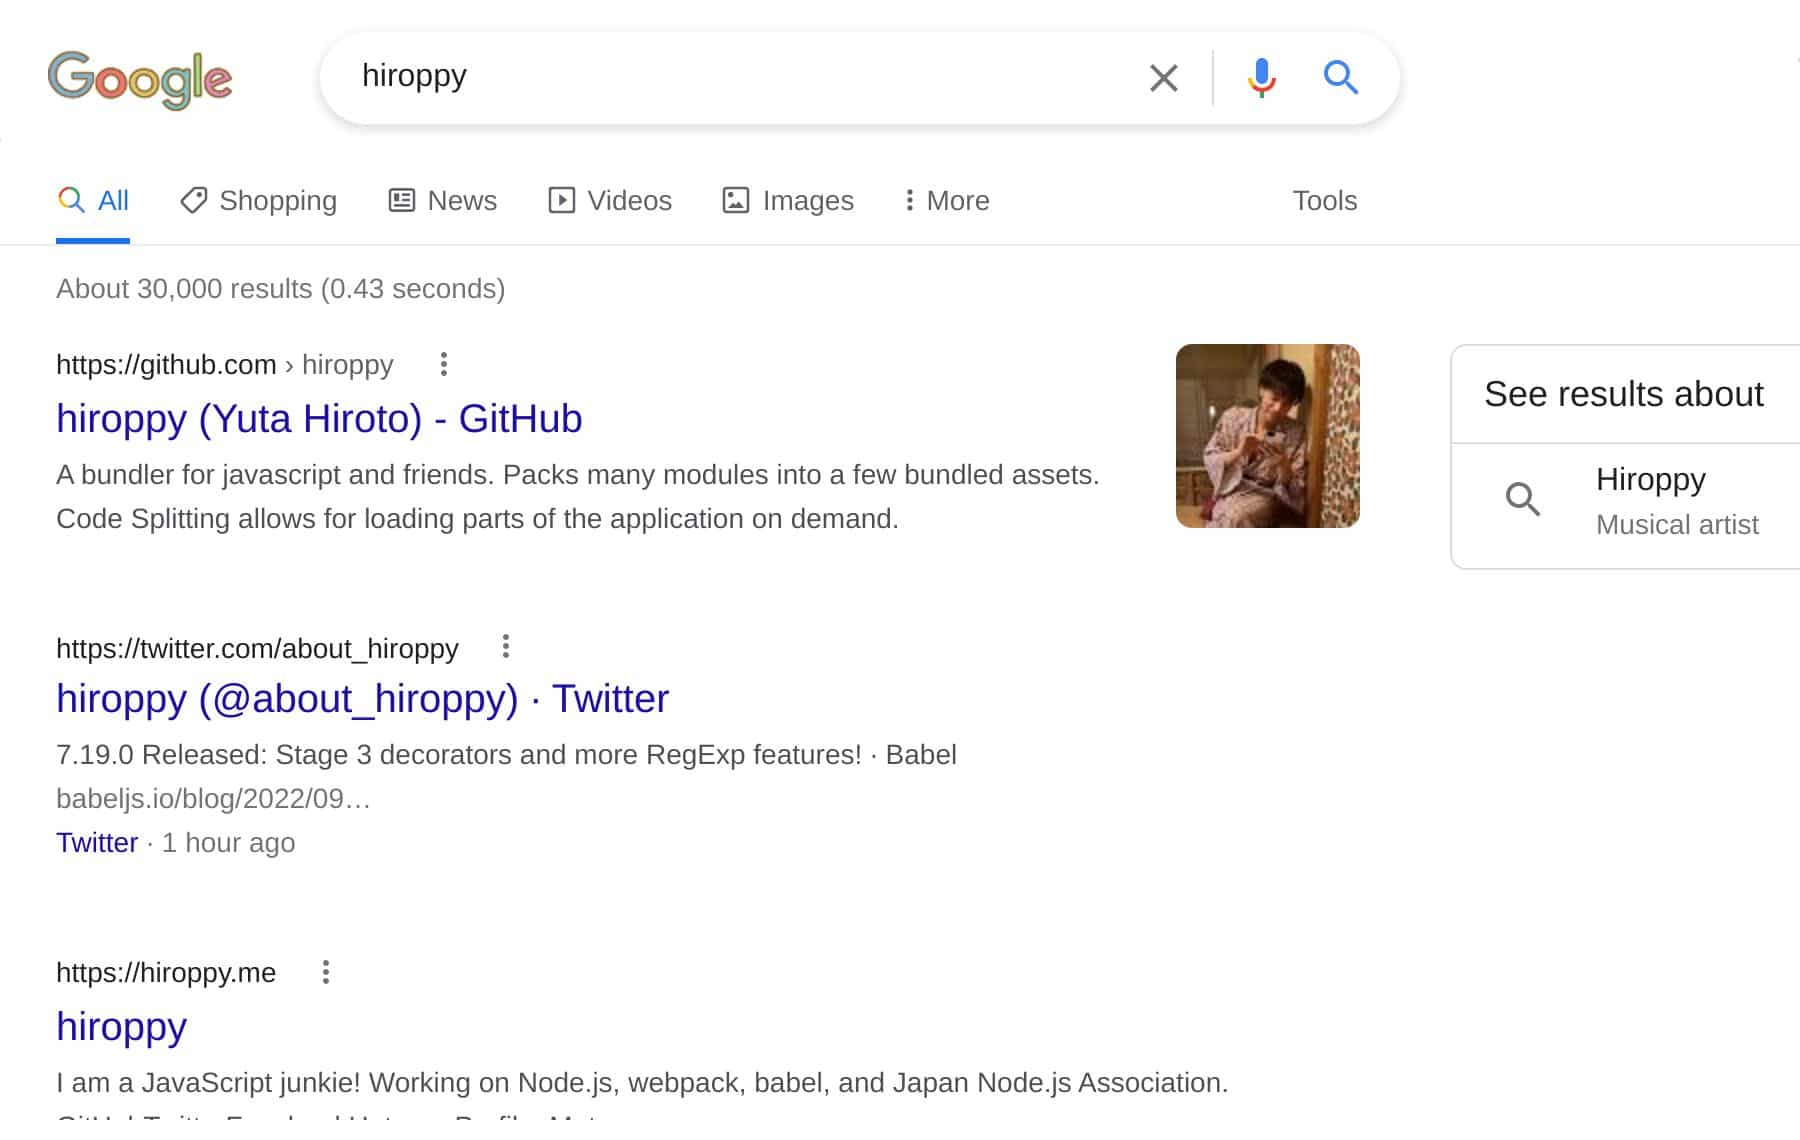 Google
hiroppy
All Shopping News Videos Images More Tools
About 30,000 results (0.43 seconds)
https://github.com › hiroppy
hiroppy (Yuta Hiroto) - GitHub
A bundler for javascript and friends. Packs many modules into a few bundled assets.
Code Splitting allows for loading parts of the application on demand.
See results about
Hiroppy
Musical artist
https://twitter.com/about_hiroppy
hiroppy (@about_hiroppy) · Twitter
7.19.0 Released: Stage 3 decorators and more RegExp features! · Babel
babeljs.io/blog/2022/09…
Twitter · 1 hour ago
https://hiroppy.me
hiroppy
I am a JavaScript junkie! Working on Node.js, webpack, babel, and Japan Node.js Association.